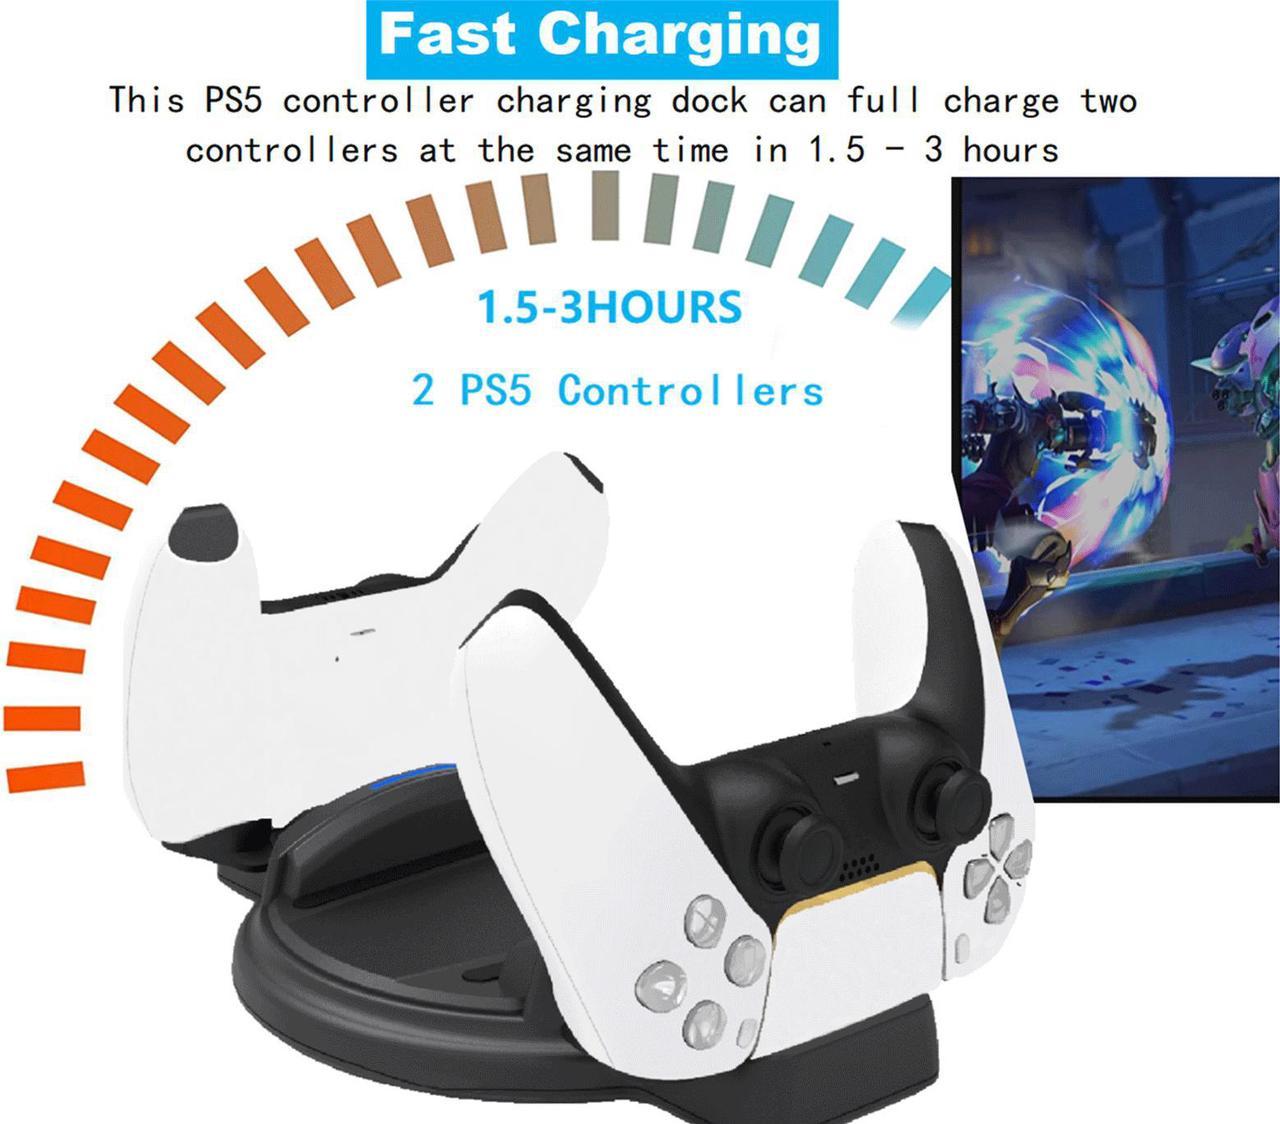 Fast Charging
This PS5 controller charging dock can full charge two
controllers at the same time in 1.5 - 3 hours
1.5-3HOURS
2 PS5 Controllers